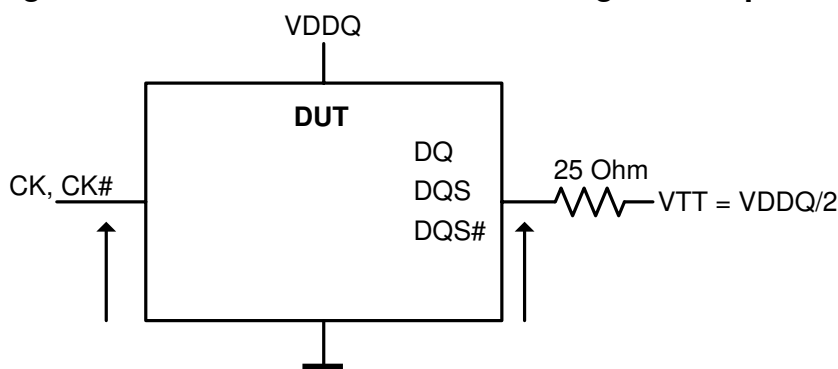 VDDQ
DUT
DQ
25 Ohm
CK, CK#
DQS
VTT = VDDQ/2
DQS#